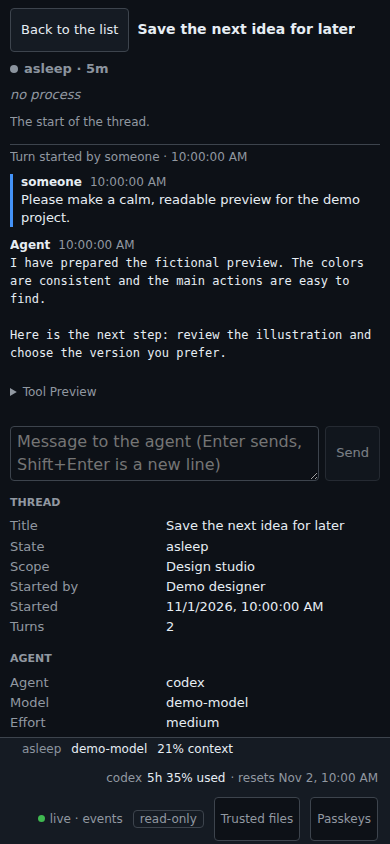 Back to the list
Save the next idea for later
asleep · 5m
no process
The start of the thread.
Turn started by someone · 10:00:00 AM
someone 10:00:00 AM
Please make a calm, readable preview for the demo
project.
Agent 10:00:00 AM
I have prepared the fictional preview. The colors
are consistent and the main actions are easy to
find.
Here is the next step: review the illustration and
choose the version you prefer.
Tool Preview
Message to the agent (Enter sends,
Shift+Enter is a new line)
Send
THREAD
Title Save the next idea for later
State asleep
Scope Design studio
Started by Demo designer
Started 11/1/2026, 10:00:00 AM
Turns 2
AGENT
Agent codex
Model demo-model
Effort medium
asleep demo-model 21% context
codex 5h 35% used · resets Nov 2, 10:00 AM
live · events read-only Trusted files Passkeys